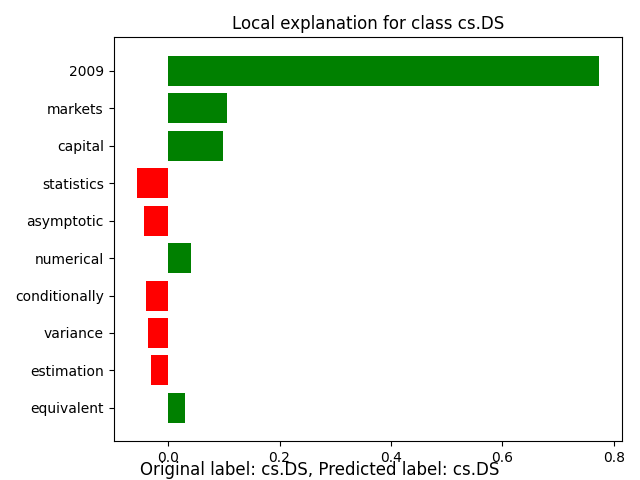 Local explanation for class cs.DS
2009
markets
capital
statistics
asymptotic
numerical
conditionally
variance
estimation
equivalent
0.0 0.2 0.4 0.6 0.8
Original label: cs.DS, Predicted label: cs.DS